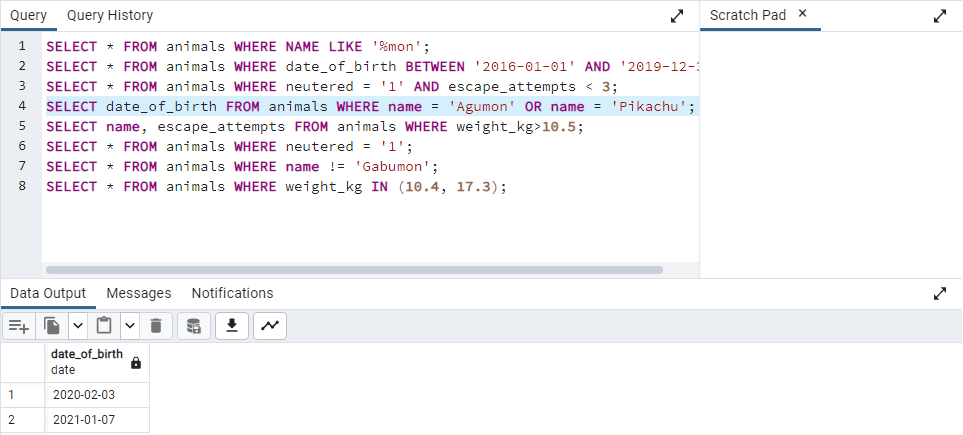 Query Query History
Scratch Pad ×
1 SELECT * FROM animals WHERE NAME LIKE '%mon';
2 SELECT * FROM animals WHERE date_of_birth BETWEEN '2016-01-01' AND '2019-12-
3 SELECT * FROM animals WHERE neutered = '1' AND escape_attempts < 3;
4 SELECT date_of_birth FROM animals WHERE name = 'Agumon' OR name = 'Pikachu';
5 SELECT name, escape_attempts FROM animals WHERE weight_kg>10.5;
6 SELECT * FROM animals WHERE neutered = '1';
7 SELECT * FROM animals WHERE name != 'Gabumon';
8 SELECT * FROM animals WHERE weight_kg IN (10.4, 17.3);
Data Output Messages Notifications
date_of_birth
date
1 2020-02-03
2 2021-01-07